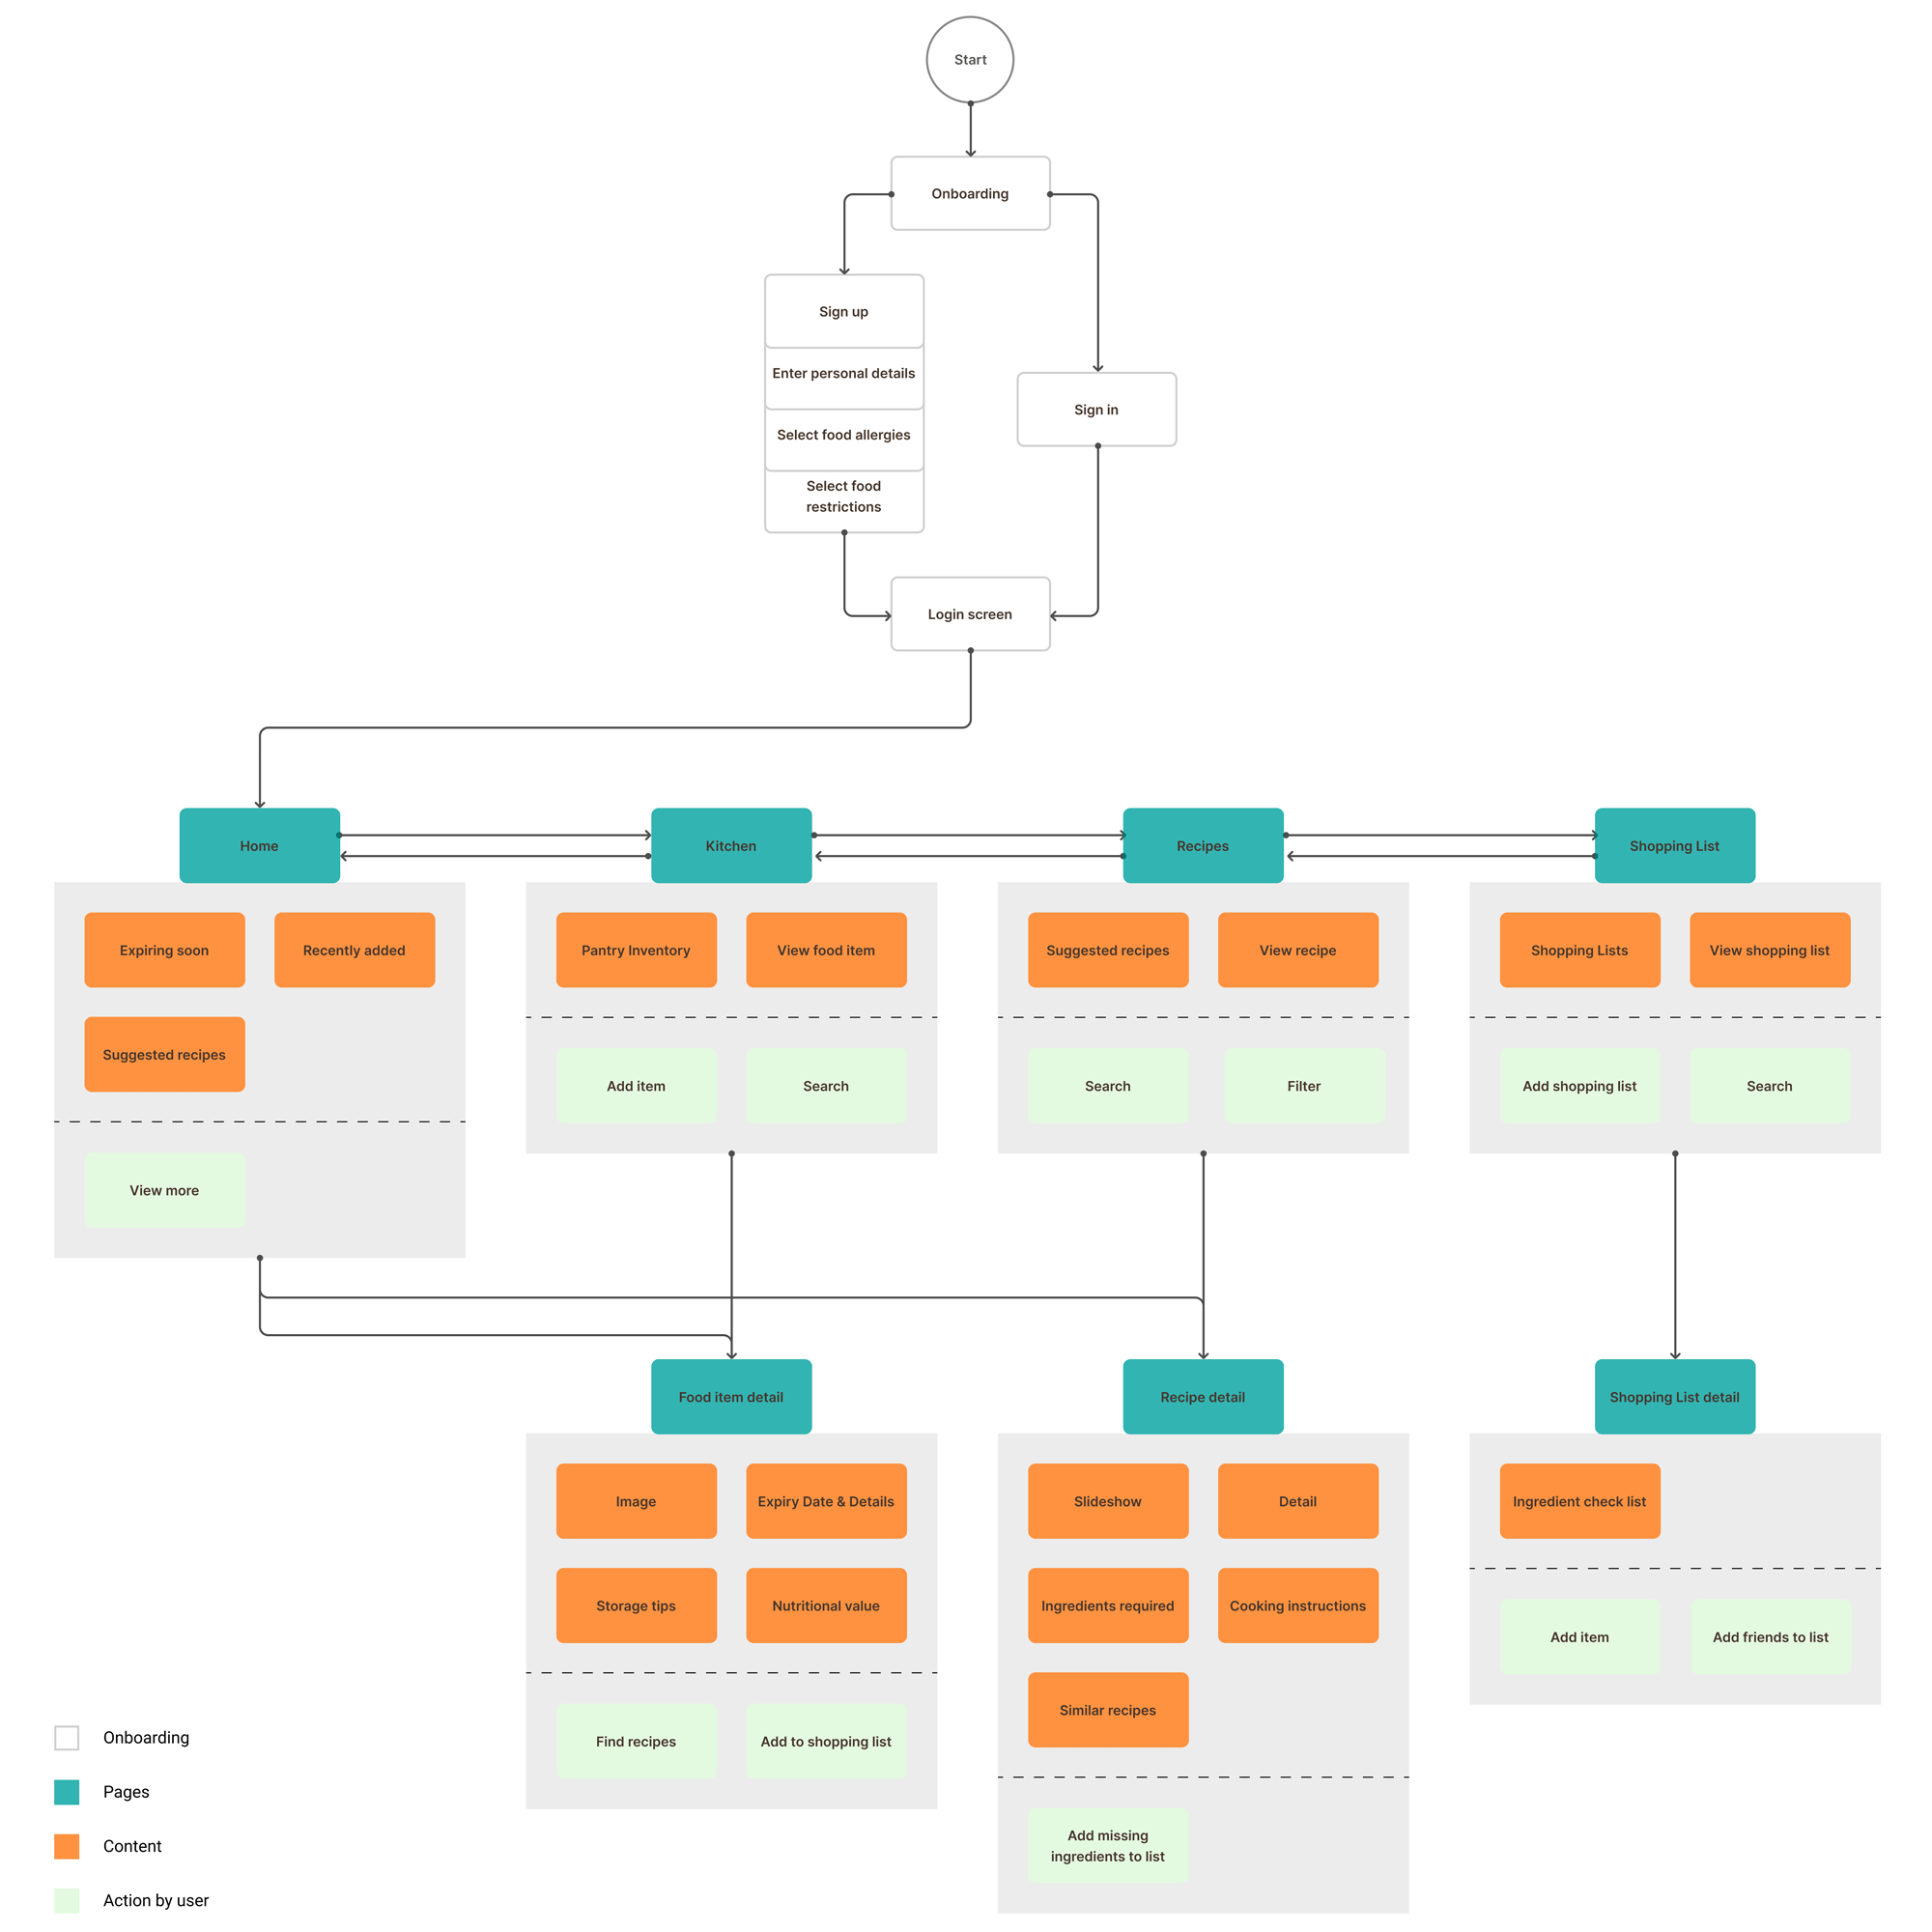 Start
Onboarding
Sign up
Enter personal details
Select food allergies
Select food
restrictions
Sign in
Login screen
Home
Kitchen
Recipes
Shopping List
Expiring soon
Recently added
Suggested recipes
View more
Pantry Inventory
View food item
Add item
Search
Suggested recipes
View recipe
Search
Filter
Shopping Lists
View shopping list
Add shopping list
Search
Food item detail
Recipe detail
Shopping List detail
Image
Expiry Date & Details
Storage tips
Nutritional value
Find recipes
Add to shopping list
Slideshow
Detail
Ingredients required
Cooking instructions
Similar recipes
Add missing
ingredients to list
Ingredient check list
Add item
Add friends to list
Onboarding
Pages
Content
Action by user